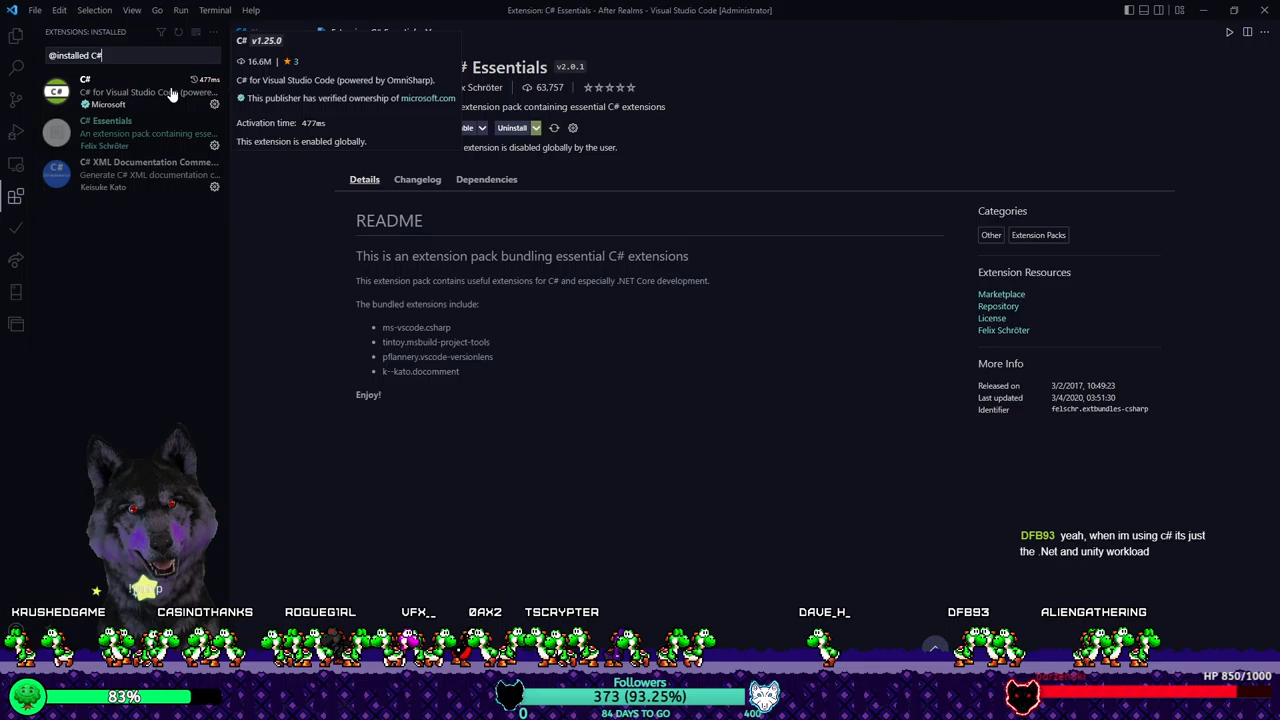 File Edit Selection View Go Run Terminal Help
Extension: C# Essentials - After Realms - Visual Studio Code [Administrator]
EXTENSIONS: INSTALLED
@installed C#
C#
477ms
C# for Visual Studio Code (powere...
Microsoft
C# Essentials
An extension pack containing esse...
Felix Schröter
C# XML Documentation Comme...
Generate C# XML documentation c...
Keisuke Kato
C# v1.25.0
16.6M | 3
C# for Visual Studio Code (powered by OmniSharp).
This publisher has verified ownership of microsoft.com
Activation time: 477ms
This extension is enabled globally.
# Essentials v2.0.1
Schröter 63,757
extension pack containing essential C# extensions
ble Uninstall
extension is disabled globally by the user.
Details Changelog Dependencies
README
This is an extension pack bundling essential C# extensions
This extension pack contains useful extensions for C# and especially .NET Core development.
The bundled extensions include:
ms-vscode.csharp
tintoy.msbuild-project-tools
pflannery.vscode-versionlens
k--kato.docomment
Enjoy!
Categories
Other Extension Packs
Extension Resources
Marketplace
Repository
License
Felix Schröter
More Info
Released on 3/2/2017, 10:49:23
Last updated 3/4/2020, 03:51:30
Identifier felschr.extbundles-csharp
DFB93 yeah, when im using c# its just
the .Net and unity workload
KRUSHEDGAME CASINOTHANKS ROGUEG1RL VFX__ 0AX2 TSCRYPTER DAVE_H_ DFB93 ALIENGATHERING
83%
Followers
373 (93.25%)
0 84 DAYS TO GO 400
HP 850/1000